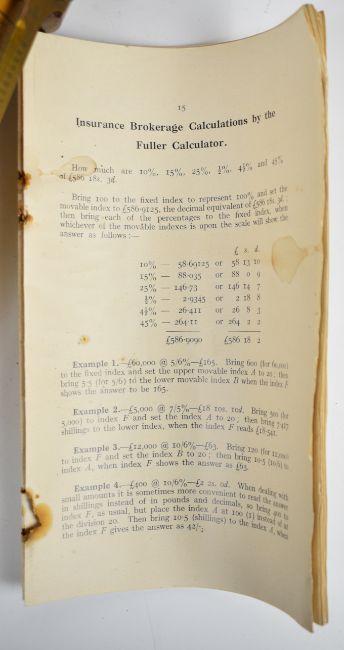 15
Insurance Brokerage Calculations by the
Fuller Calculator.
How much are 10%, 15%, 25%, ½%, 4½% and 45%
of £586 18s. 3d.
Bring 100 to the fixed index to represent 100% and set the
movable index to £586·9125, the decimal equivalent of £586 18s. 3d.;
then bring each of the percentages to the fixed index, when
whichever of the movable indexes is upon the scale will show the
answer as follows:—
£ s. d.
10% — 58·69125 or 58 13 10
15% — 88·035 or 88 0 9
25% — 146·73 or 146 14 7
½% — 2·9345 or 2 18 8
4½% — 26·411 or 26 8 3
45% — 264·11 or 264 2 2
£586·9090 £586 18 2
Example 1.—£60,000 @ 5/6%—£165. Bring 600 (for 60,000)
to the fixed index and set the upper movable index A to 20; then
bring 5·5 (for 5/6) to the lower movable index B when the index F
shows the answer to be 165.
Example 2.—£5,000 @ 7/5%—£18 10s. 10d. Bring 500 (for
5,000) to index F and set the index A to 20; then bring 7·417
shillings to the lower index, when the index F reads £18·541.
Example 3.—£12,000 @ 10/6%—£63. Bring 120 (for 12,000)
to index F and set the index B to 20; then bring 10·5 (10/6) to
index A, when index F shows the answer as £63.
Example 4.—£400 @ 10/6%—£2 2s. 0d. When dealing with
small amounts it is sometimes more convenient to read the answer
in shillings instead of in pounds and decimals, so bring 400 to
index F, as usual, but place the index A at 100 (1) instead of at
the division 20. Then bring 10·5 (shillings) to the index A, when
the index F gives the answer as 42/-.